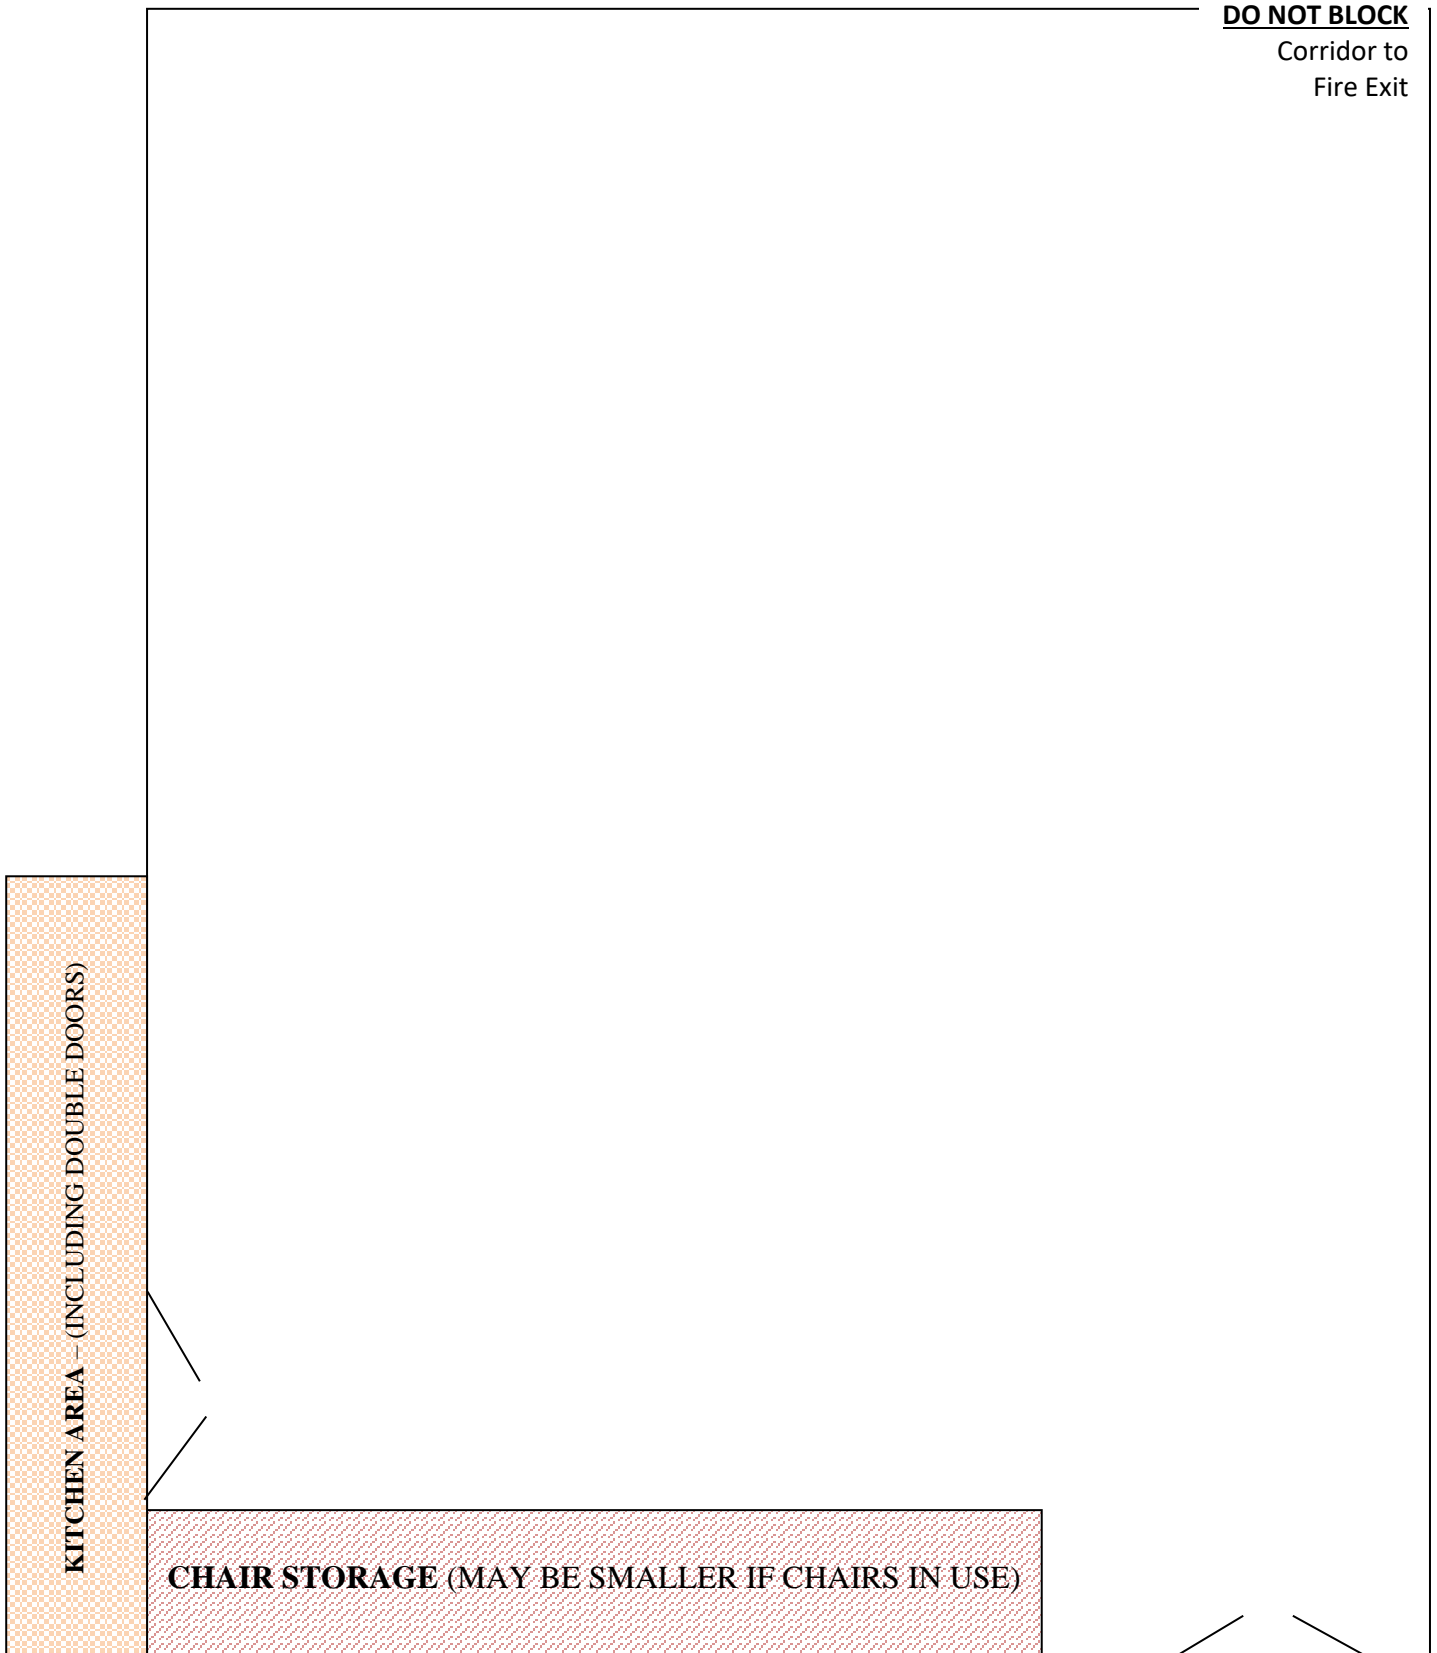 DO NOT BLOCK
Corridor to
Fire Exit
KITCHEN AREA – (INCLUDING DOUBLE DOORS)
CHAIR STORAGE (MAY BE SMALLER IF CHAIRS IN USE)